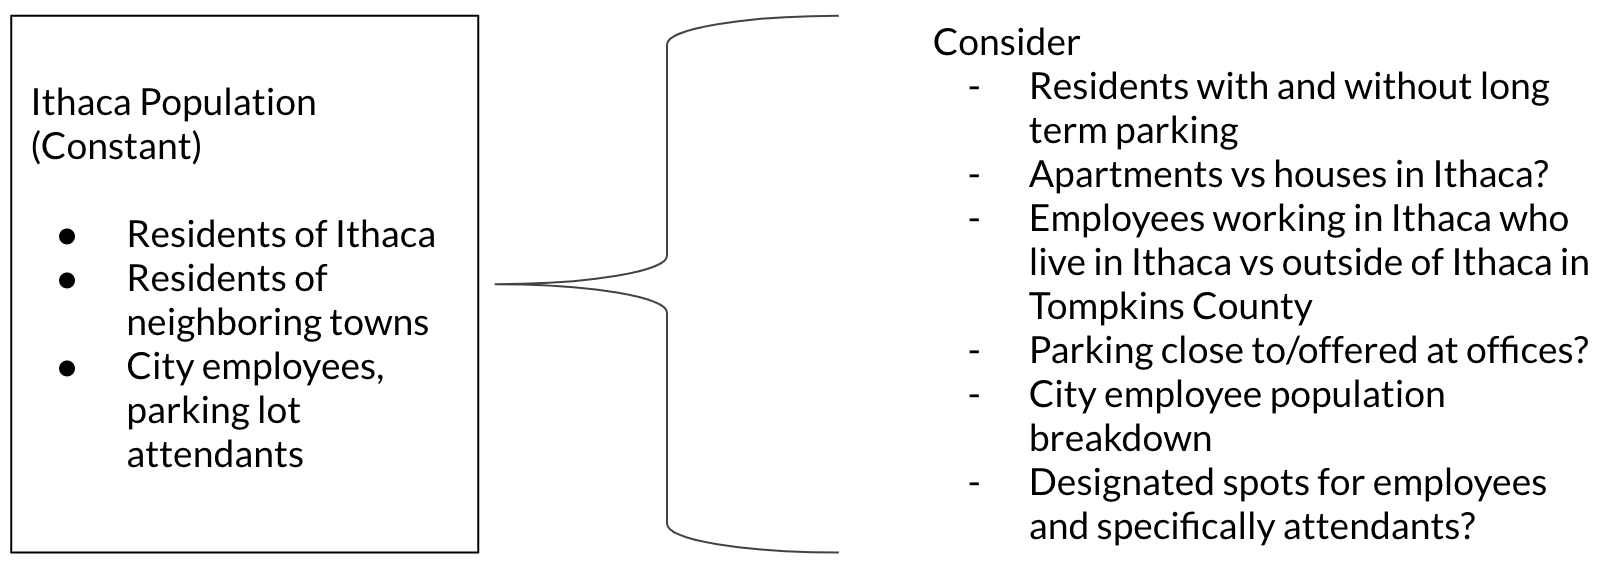 Ithaca Population
(Constant)
● Residents of Ithaca
● Residents of
neighboring towns
● City employees,
parking lot
attendants
Consider
- Residents with and without long
term parking
- Apartments vs houses in Ithaca?
- Employees working in Ithaca who
live in Ithaca vs outside of Ithaca in
Tompkins County
- Parking close to/offered at offices?
- City employee population
breakdown
- Designated spots for employees
and specifically attendants?